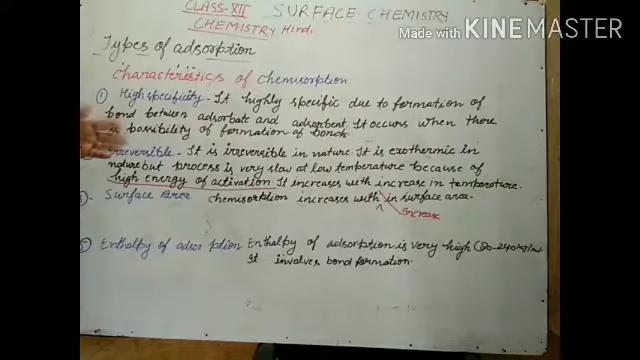 CLASS-XII SURFACE CHEMISTRY
CHEMISTRY Hindi
Made with KINEMASTER
Types of adsorption
Characteristics of chemisorption
① High specificity - It highly specific due to formation of
bond between adsorbate and adsorbent. It occurs when there
is possibility of formation of bonds
irreversible - It is irreversible in nature. It is exothermic in
nature but process is very slow at low temperature because of
high energy of activation. It increases with increase in temperature.
Surface Area chemisorption increases with ^ in surface area.
Increase
⑤ Enthalpy of adsorption Enthalpy of adsorption is very high
It involves bond formation.